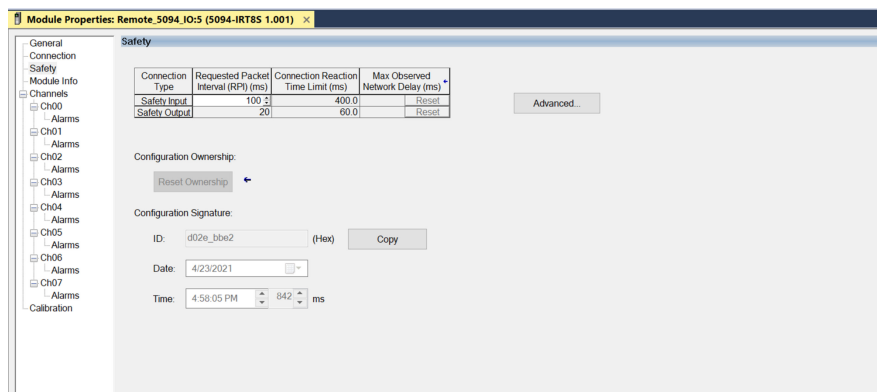 Module Properties: Remote_5094_IO:5 (5094-IRT8S 1.001) ×
General
Connection
Safety
Module Info
Channels
Ch00
Alarms
Ch01
Alarms
Ch02
Alarms
Ch03
Alarms
Ch04
Alarms
Ch05
Alarms
Ch06
Alarms
Ch07
Alarms
Calibration
Safety
Connection Type Requested Packet Interval (RPI) (ms) Connection Reaction Time Limit (ms) Max Observed Network Delay (ms)
Safety Input 100 400.0 Reset
Safety Output 20 60.0 Reset
Advanced...
Configuration Ownership:
Reset Ownership
Configuration Signature:
ID: d02e_bbe2 (Hex) Copy
Date: 4/23/2021
Time: 4:58:05 PM 842 ms